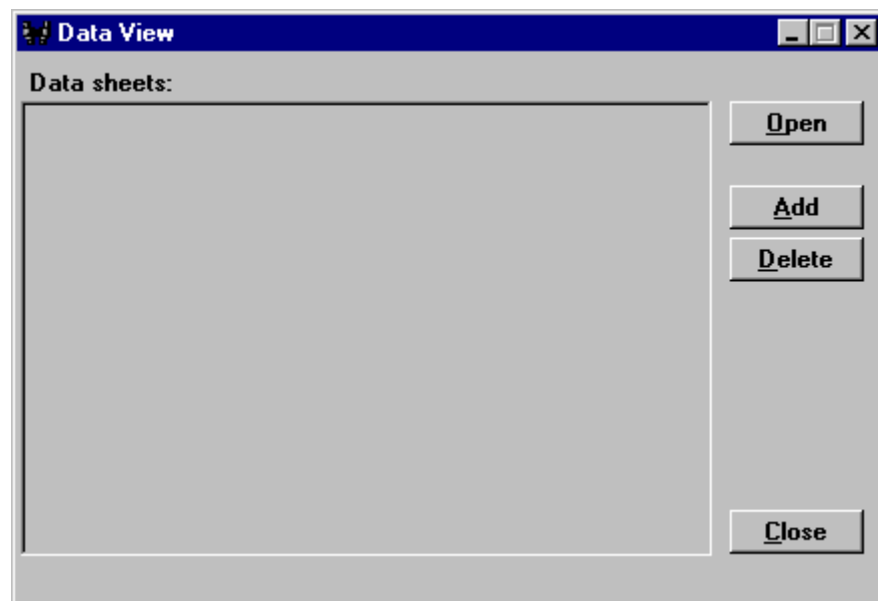 Data View
Data sheets:
Open
Add
Delete
Close